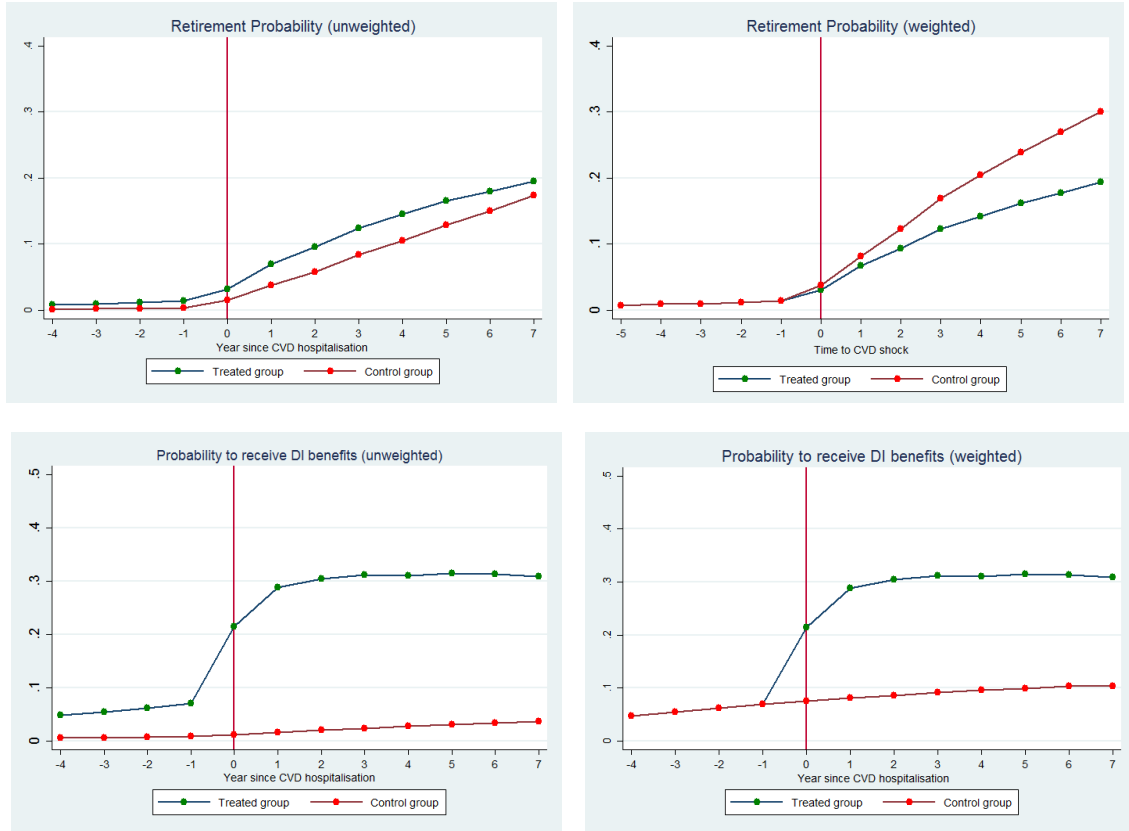 Retirement Probability (unweighted)
.4
.3
.2
.1
0
-4 -3 -2 -1 0 1 2 3 4 5 6 7
Year since CVD hospitalisation
Treated group Control group
Retirement Probability (weighted)
.4
.3
.2
.1
0
-5 -4 -3 -2 -1 0 1 2 3 4 5 6 7
Time to CVD shock
Treated group Control group
Probability to receive DI benefits (unweighted)
.5
.4
.3
.2
.1
0
-4 -3 -2 -1 0 1 2 3 4 5 6 7
Year since CVD hospitalisation
Treated group Control group
Probability to receive DI benefits (weighted)
.5
.4
.3
.2
.1
0
-4 -3 -2 -1 0 1 2 3 4 5 6 7
Year since CVD hospitalisation
Treated group Control group